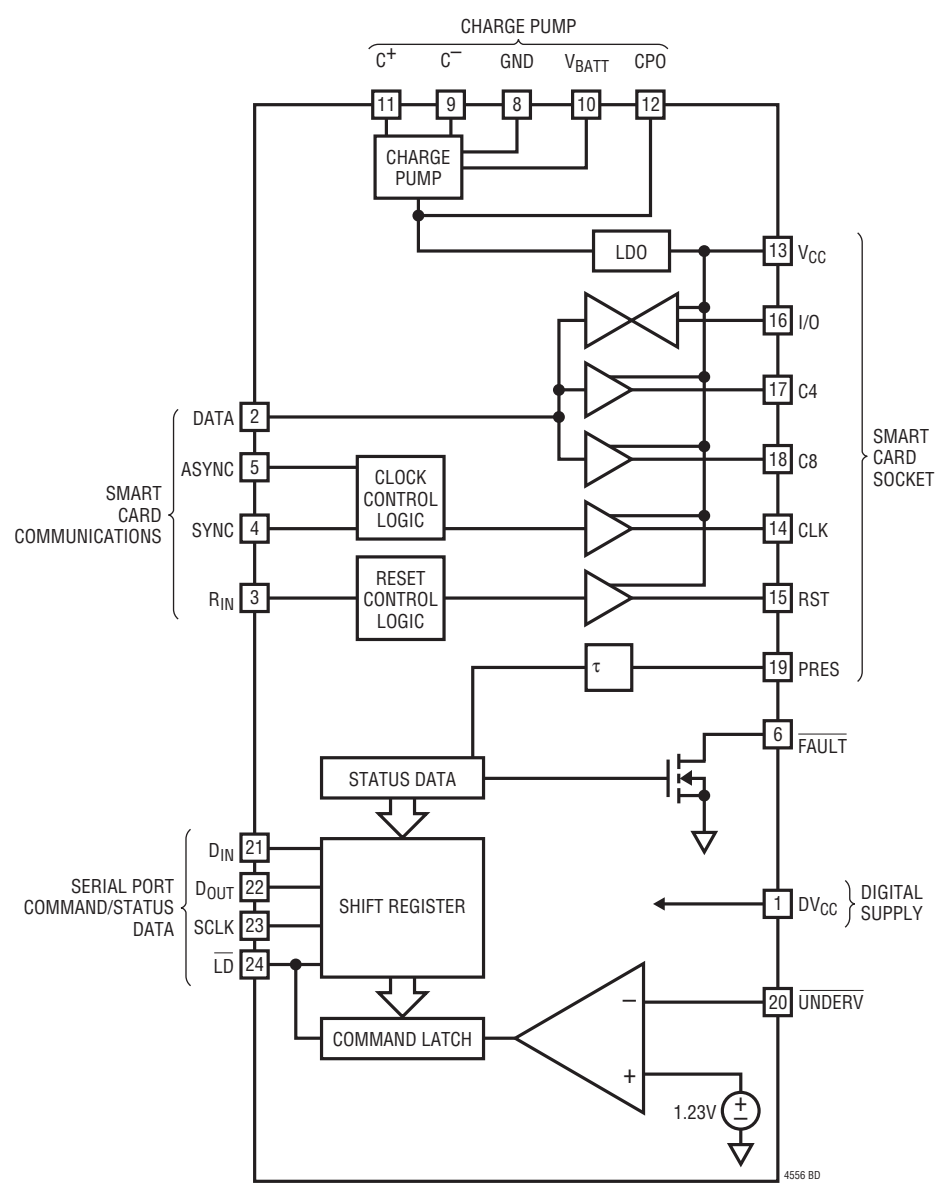 CHARGE PUMP
C+ C– GND VBATT CPO
11 9 8 10 12
CHARGE
PUMP
LDO
13 VCC
16 I/O
17 C4
DATA 2
18 C8
SMART
CARD
SOCKET
ASYNC 5
CLOCK
CONTROL
LOGIC
SMART
CARD
COMMUNICATIONS
SYNC 4
14 CLK
RIN 3
RESET
CONTROL
LOGIC
15 RST
τ
19 PRES
6 FAULT
STATUS DATA
DIN 21
DOUT 22
SCLK 23
LD 24
SERIAL PORT
COMMAND/STATUS
DATA
SHIFT REGISTER
1 DVCC
DIGITAL
SUPPLY
20 UNDERV
–
COMMAND LATCH
+
1.23V
+
–
4556 BD